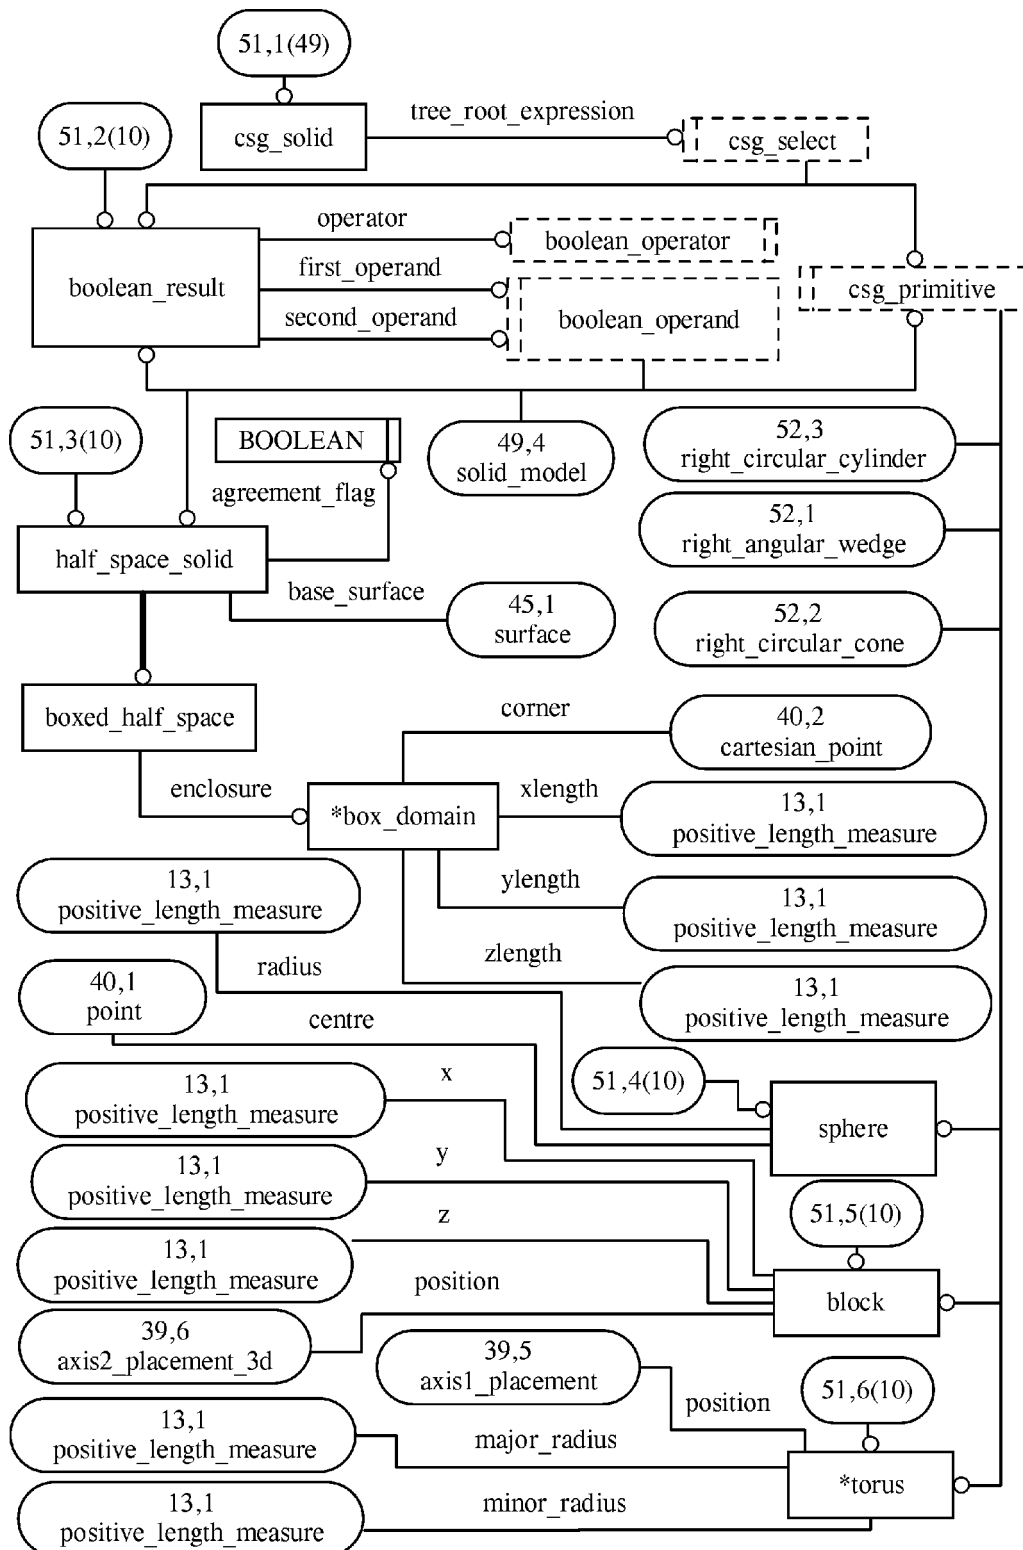 51,1(49)
tree_root_expression
51,2(10)
csg_solid
csg_select
operator
boolean_operator
first_operand
boolean_result
csg_primitive
second_operand
boolean_operand
51,3(10)
BOOLEAN
49,4
solid_model
52,3
right_circular_cylinder
agreement_flag
52,1
right_angular_wedge
half_space_solid
base_surface
45,1
surface
52,2
right_circular_cone
boxed_half_space
corner
40,2
cartesian_point
enclosure
*box_domain
xlength
13,1
positive_length_measure
13,1
positive_length_measure
ylength
13,1
positive_length_measure
zlength
radius
40,1
point
13,1
positive_length_measure
centre
x
51,4(10)
13,1
positive_length_measure
sphere
y
13,1
positive_length_measure
z
51,5(10)
13,1
positive_length_measure
position
block
39,6
axis2_placement_3d
39,5
axis1_placement
51,6(10)
position
13,1
positive_length_measure
major_radius
*torus
minor_radius
13,1
positive_length_measure